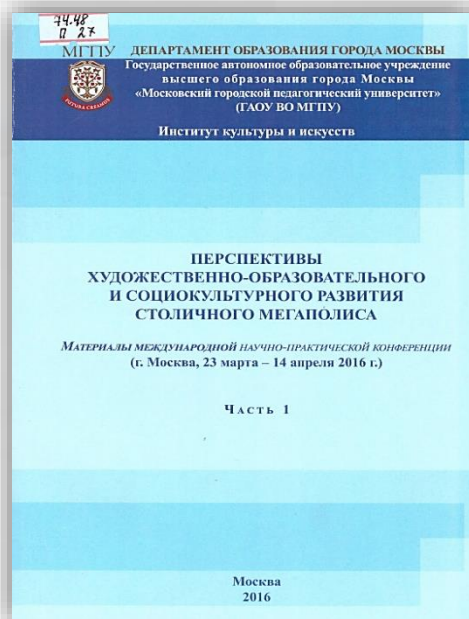 74.48
П 27
МГПУ
ДЕПАРТАМЕНТ ОБРАЗОВАНИЯ ГОРОДА МОСКВЫ
Государственное автономное образовательное учреждение
высшего образования города Москвы
«Московский городской педагогический университет»
(ГАОУ ВО МГПУ)
Институт культуры и искусств
ПЕРСПЕКТИВЫ
ХУДОЖЕСТВЕННО-ОБРАЗОВАТЕЛЬНОГО
И СОЦИОКУЛЬТУРНОГО РАЗВИТИЯ
СТОЛИЧНОГО МЕГАПОЛИСА
МАТЕРИАЛЫ МЕЖДУНАРОДНОЙ НАУЧНО-ПРАКТИЧЕСКОЙ КОНФЕРЕНЦИИ
(г. Москва, 23 марта – 14 апреля 2016 г.)
ЧАСТЬ 1
Москва
2016